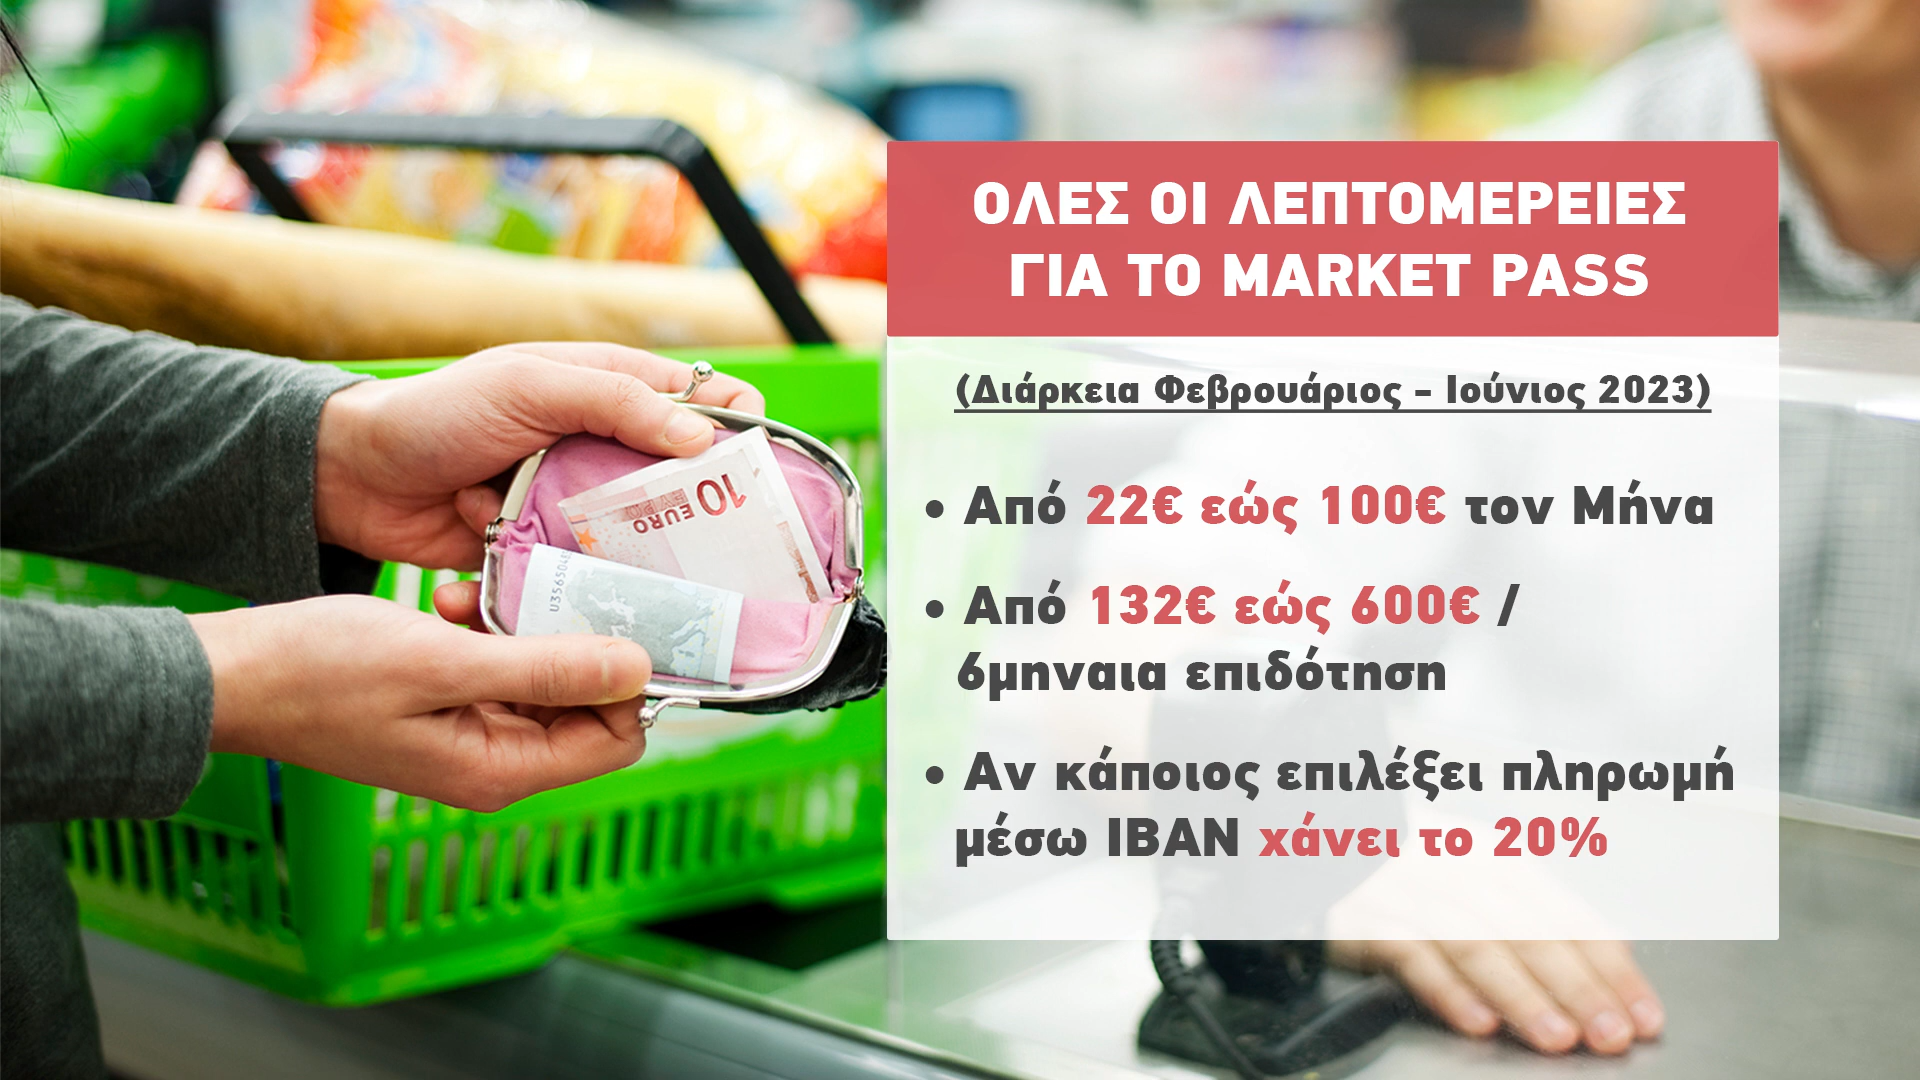 ΟΛΕΣ ΟΙ ΛΕΠΤΟΜΕΡΕΙΕΣ
ΓΙΑ ΤΟ MARKET PASS
(Διάρκεια Φεβρουάριος - Ιούνιος 2023)
• Από 22€ εώς 100€ τον Μήνα
• Από 132€ εώς 600€ /
6μηναια επιδότηση
• Αν κάποιος επιλέξει πληρωμή
μέσω IBAN χάνει το 20%
10 EURO